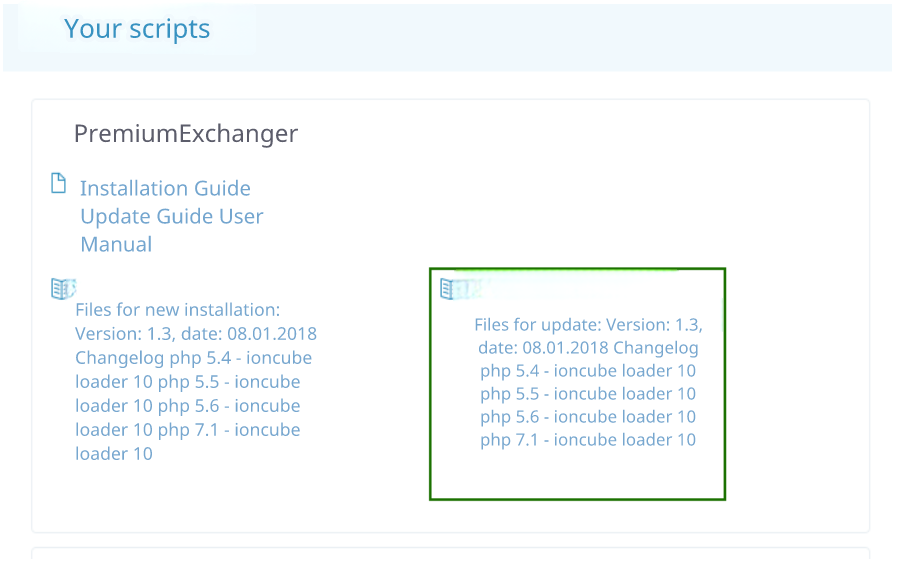 Your scripts
PremiumExchanger
Installation Guide
Update Guide User
Manual
Files for new installation:
Version: 1.3, date: 08.01.2018
Changelog php 5.4 - ioncube
loader 10 php 5.5 - ioncube
loader 10 php 5.6 - ioncube
loader 10 php 7.1 - ioncube
loader 10
Files for update: Version: 1.3,
date: 08.01.2018 Changelog
php 5.4 - ioncube loader 10
php 5.5 - ioncube loader 10
php 5.6 - ioncube loader 10
php 7.1 - ioncube loader 10